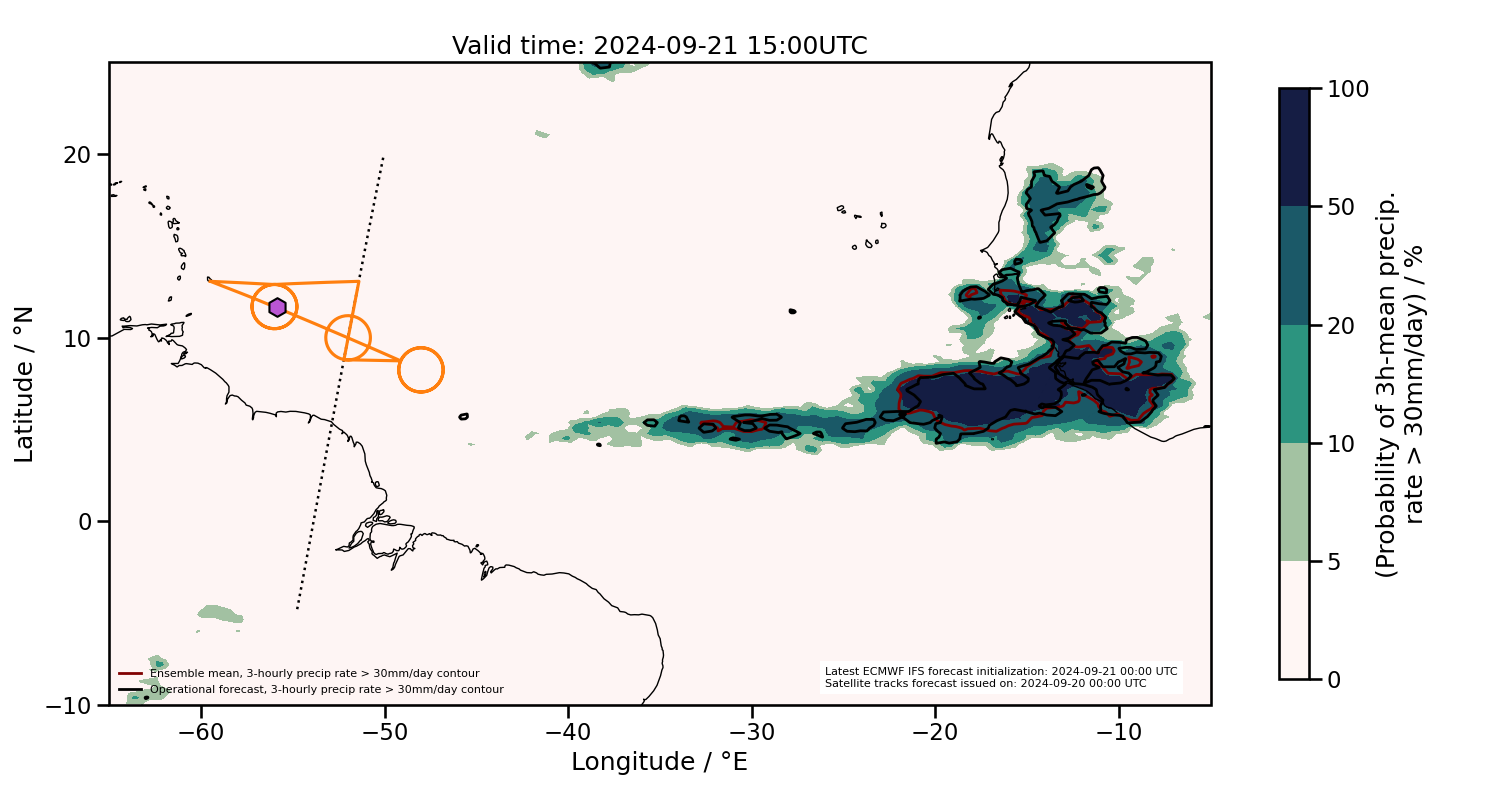 Valid time: 2024-09-21 15:00UTC
Latitude / °N
20
10
0
−10
−60
−50
−40
−30
−20
−10
Longitude / °E
Ensemble mean, 3-hourly precip rate > 30mm/day contour
Operational forecast, 3-hourly precip rate > 30mm/day contour
Latest ECMWF IFS forecast initialization: 2024-09-21 00:00 UTC
Satellite tracks forecast issued on: 2024-09-20 00:00 UTC
100
50
20
10
5
0
(Probability of 3h-mean precip.
rate > 30mm/day) / %